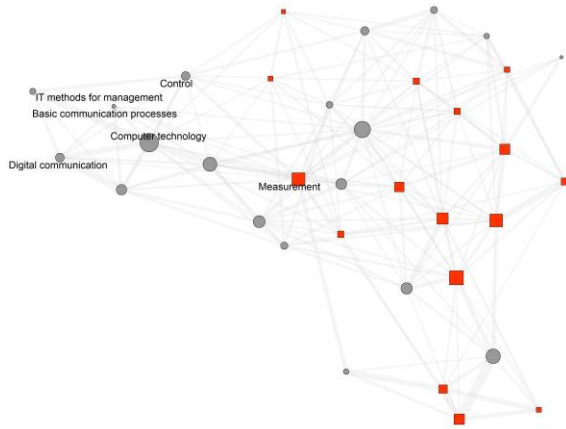 Control
IT methods for management
Basic communication processes
Computer technology
Digital communication
Measurement